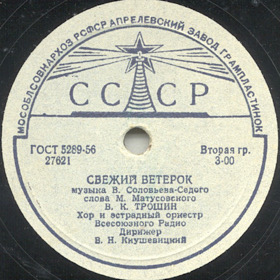 МОСОБЛСОВНАРХОЗ РСФСР АПРЕЛЕВСКИЙ ЗАВОД ГРАМПЛАСТИНОК
СССР
ГОСТ 5289-56 Вторая гр.
27621 3-00
СВЕЖИЙ ВЕТЕРОК
музыка В. Соловьева-Седого
слова М. Матусовского
В. К. ТРОШИН
Хор и эстрадный оркестр
Всесоюзного Радио
Дирижер
В. Н. Кнушевицкий